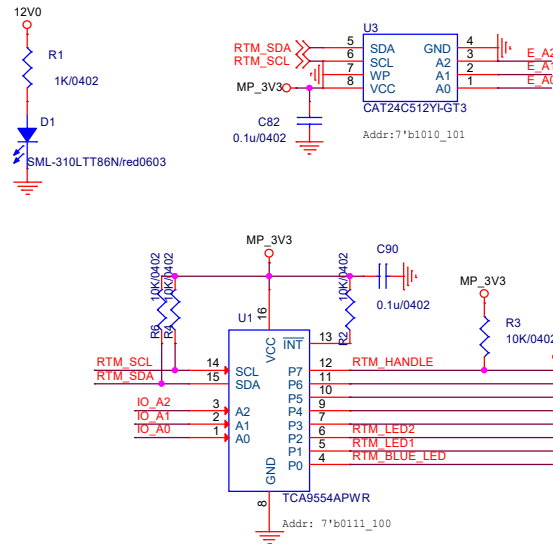 12V0
R1
1K/0402
D1
SML-310LTT86N/red0603
U3
RTM_SDA 5 SDA GND 4
RTM_SCL 6 SCL A2 3 E_A2
7 WP A1 2 E_A1
MP_3V3 8 VCC A0 1 E_A0
CAT24C512YI-GT3
C82
0.1u/0402
Addr:7'b1010_101
MP_3V3
C90
0.1u/0402
MP_3V3
R6 10K/0402
R4 10K/0402
R2 10K/0402
R3
10K/0402
U1
16
VCC INT 13
RTM_SCL 14 SCL P7 12 RTM_HANDLE
RTM_SDA 15 SDA P6 11
P5 10
IO_A2 3 A2 P4 9
IO_A1 2 A1 P3 7
IO_A0 1 A0 P2 6 RTM_LED2
P1 5 RTM_LED1
P0 4 RTM_BLUE_LED
GND
8
TCA9554APWR
Addr: 7'b0111_100